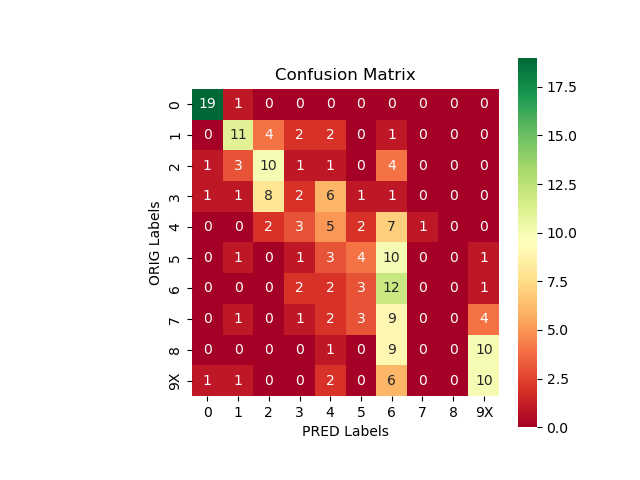 Confusion Matrix
ORIG Labels
0 19 1 0 0 0 0 0 0 0 0
1 0 11 4 2 2 0 1 0 0 0
2 1 3 10 1 1 0 4 0 0 0
3 1 1 8 2 6 1 1 0 0 0
4 0 0 2 3 5 2 7 1 0 0
5 0 1 0 1 3 4 10 0 0 1
6 0 0 0 2 2 3 12 0 0 1
7 0 1 0 1 2 3 9 0 0 4
8 0 0 0 0 1 0 9 0 0 10
9X 1 1 0 0 2 0 6 0 0 10
0 1 2 3 4 5 6 7 8 9X
PRED Labels
17.5
15.0
12.5
10.0
7.5
5.0
2.5
0.0